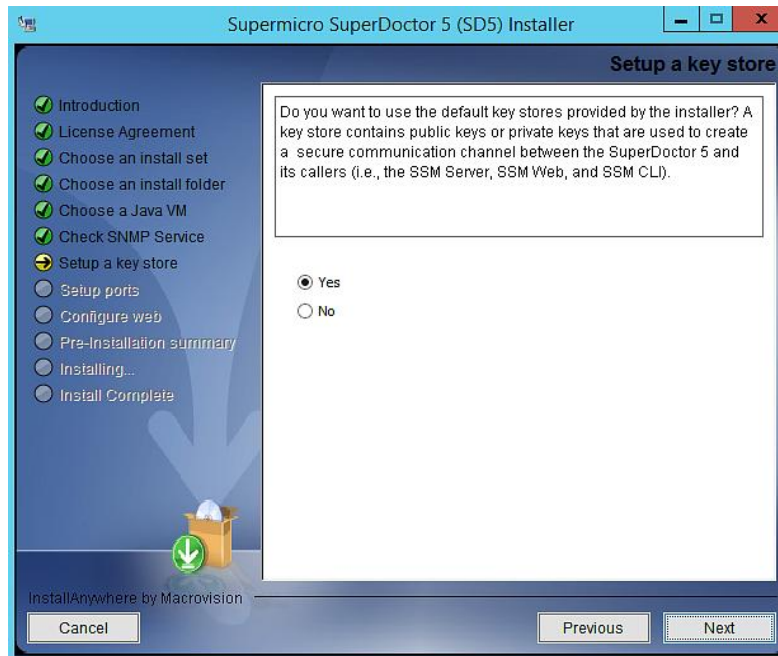 Supermicro SuperDoctor 5 (SD5) Installer
Setup a key store
Introduction
License Agreement
Choose an install set
Choose an install folder
Choose a Java VM
Check SNMP Service
Setup a key store
Setup ports
Configure web
Pre-Installation summary
Installing...
Install Complete
Do you want to use the default key stores provided by the installer? A
key store contains public keys or private keys that are used to create
a secure communication channel between the SuperDoctor 5 and
its callers (i.e., the SSM Server, SSM Web, and SSM CLI).
Yes
No
InstallAnywhere by Macrovision
Cancel
Previous
Next